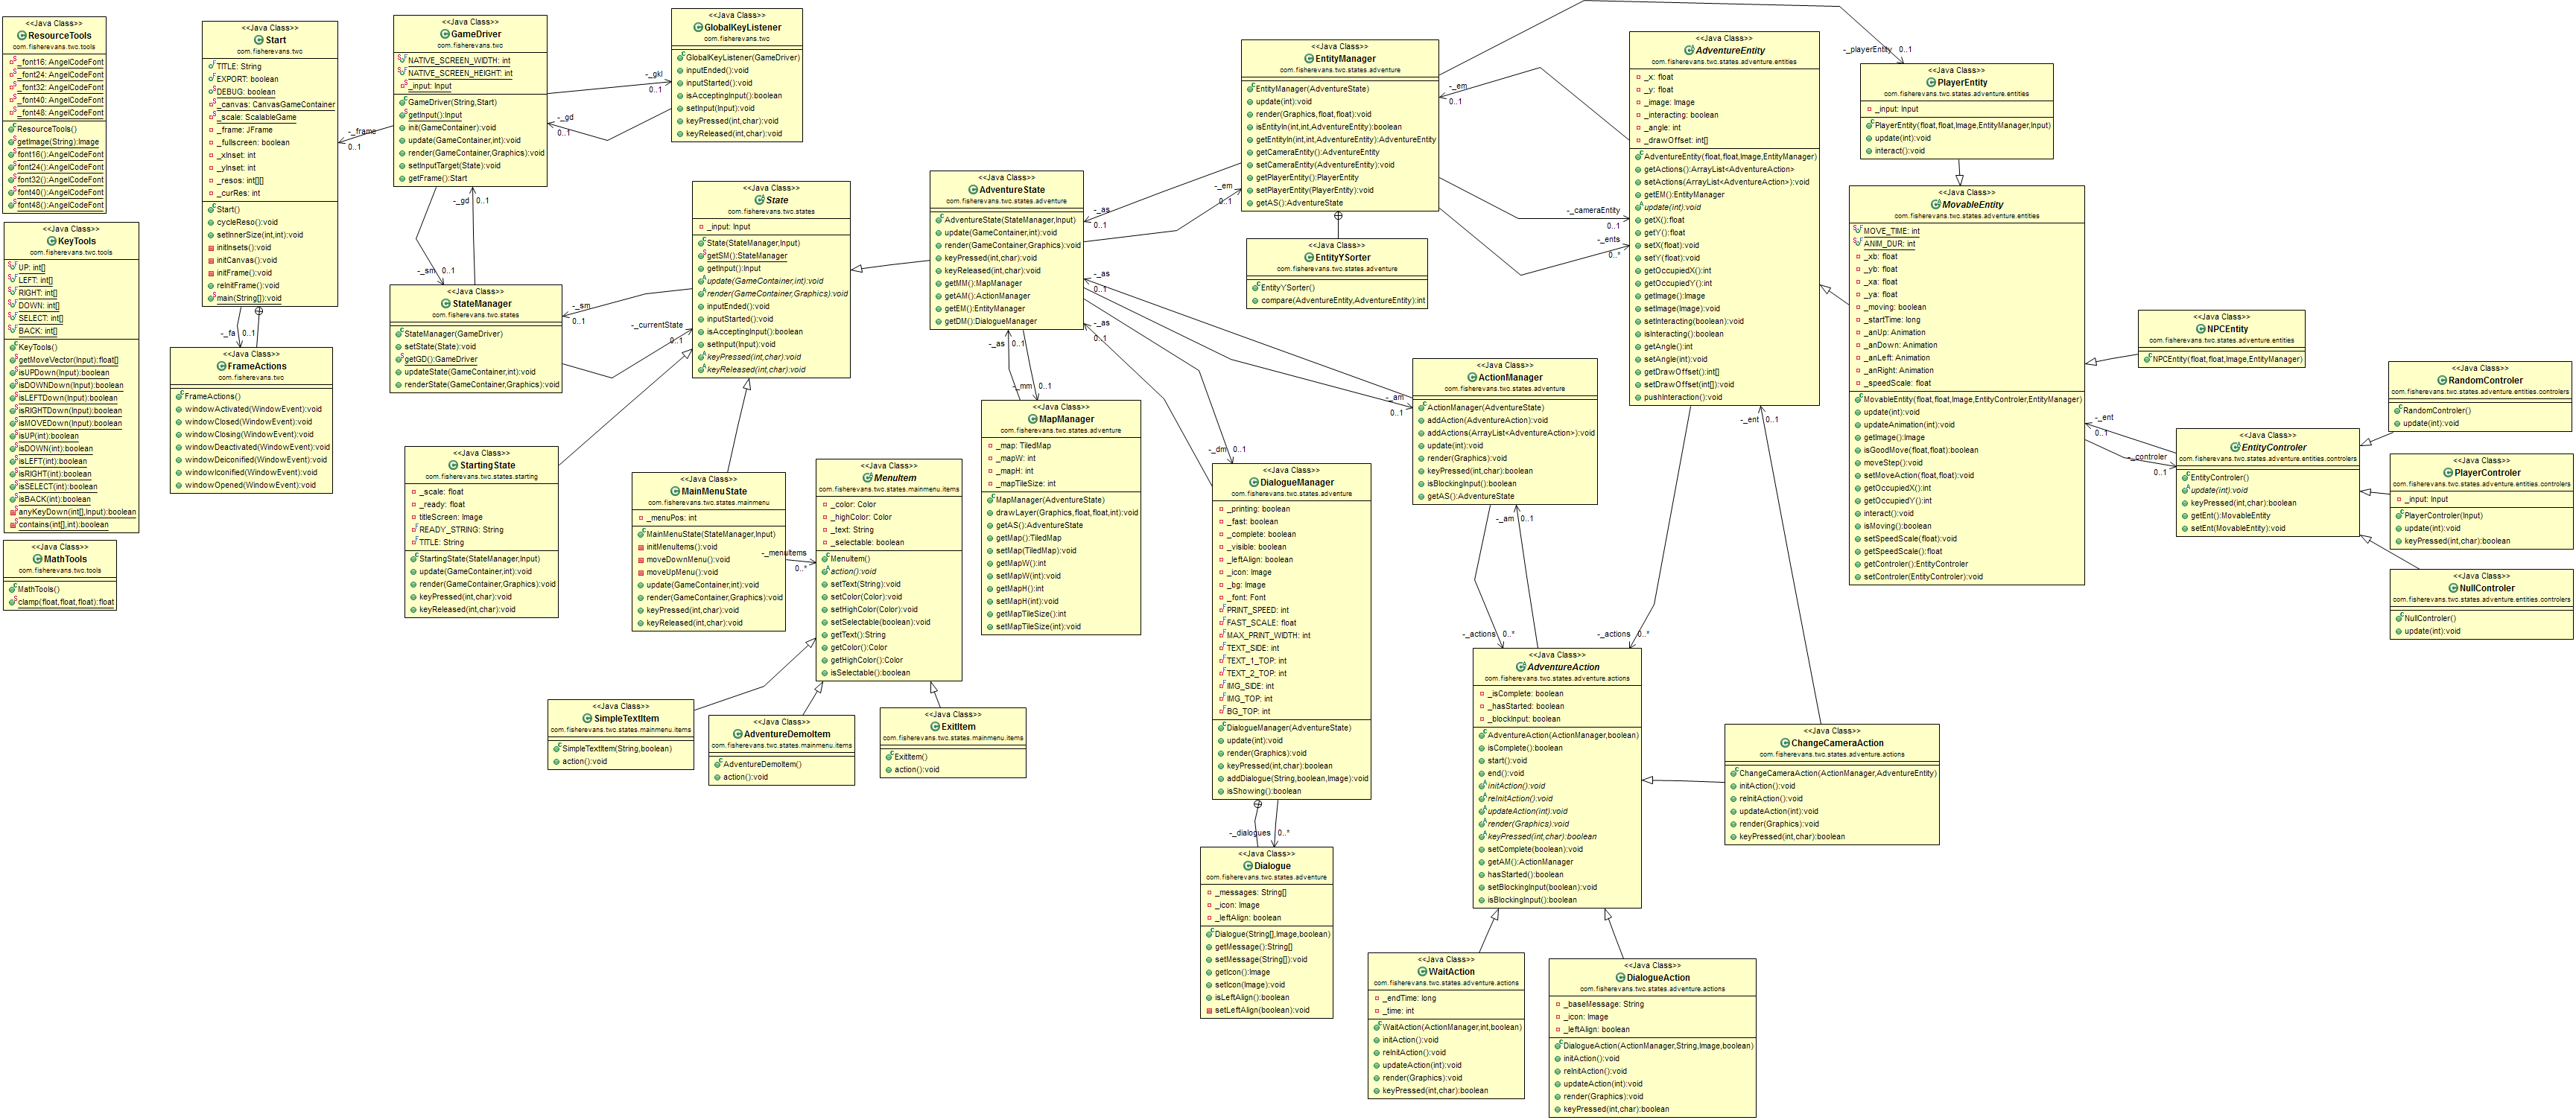 <<Java Class>>
ResourceTools
com.fisherevans.twc.tools
_font16: AngelCodeFont
_font24: AngelCodeFont
_font32: AngelCodeFont
_font40: AngelCodeFont
_font48: AngelCodeFont
ResourceTools()
getImage(String):Image
font16():AngelCodeFont
font24():AngelCodeFont
font32():AngelCodeFont
font40():AngelCodeFont
font48():AngelCodeFont
<<Java Class>>
KeyTools
com.fisherevans.twc.tools
UP: int[]
LEFT: int[]
RIGHT: int[]
DOWN: int[]
SELECT: int[]
BACK: int[]
KeyTools()
getMoveVector(Input):float[]
isUPDown(Input):boolean
isDOWNDown(Input):boolean
isLEFTDown(Input):boolean
isRIGHTDown(Input):boolean
isMOVEDown(Input):boolean
isUP(int):boolean
isDOWN(int):boolean
isLEFT(int):boolean
isRIGHT(int):boolean
isSELECT(int):boolean
isBACK(int):boolean
anyKeyDown(int[],Input):boolean
contains(int[],int):boolean
<<Java Class>>
MathTools
com.fisherevans.twc.tools
MathTools()
clamp(float,float,float):float
<<Java Class>>
Start
com.fisherevans.twc
TITLE: String
EXPORT: boolean
DEBUG: boolean
_canvas: CanvasGameContainer
_scale: ScalableGame
_frame: JFrame
_fullscreen: boolean
_xInset: int
_yInset: int
_resos: int[][]
_curRes: int
Start()
cycleReso():void
setInnerSize(int,int):void
initInsets():void
initCanvas():void
initFrame():void
reInitFrame():void
main(String[]):void
-_fa 0..1
<<Java Class>>
FrameActions
com.fisherevans.twc
FrameActions()
windowActivated(WindowEvent):void
windowClosed(WindowEvent):void
windowClosing(WindowEvent):void
windowDeactivated(WindowEvent):void
windowDeiconified(WindowEvent):void
windowIconified(WindowEvent):void
windowOpened(WindowEvent):void
-_frame
0..1
<<Java Class>>
GameDriver
com.fisherevans.twc
NATIVE_SCREEN_WIDTH: int
NATIVE_SCREEN_HEIGHT: int
_input: Input
GameDriver(String,Start)
getInput():Input
init(GameContainer):void
update(GameContainer,int):void
render(GameContainer,Graphics):void
setInputTarget(State):void
getFrame():Start
-_gkl
0..1
-_gd
0..1
<<Java Class>>
GlobalKeyListener
com.fisherevans.twc
GlobalKeyListener(GameDriver)
inputEnded():void
inputStarted():void
isAcceptingInput():boolean
setInput(Input):void
keyPressed(int,char):void
keyReleased(int,char):void
-_gd 0..1
-_sm 0..1
<<Java Class>>
StateManager
com.fisherevans.twc.states
StateManager(GameDriver)
setState(State):void
getGD():GameDriver
updateState(GameContainer,int):void
renderState(GameContainer,Graphics):void
-_sm
0..1
-_currentState
0..1
<<Java Class>>
State
com.fisherevans.twc.states
_input: Input
State(StateManager,Input)
getSM():StateManager
getInput():Input
update(GameContainer,int):void
render(GameContainer,Graphics):void
inputEnded():void
inputStarted():void
isAcceptingInput():boolean
setInput(Input):void
keyPressed(int,char):void
keyReleased(int,char):void
<<Java Class>>
StartingState
com.fisherevans.twc.states.starting
_scale: float
_ready: float
titleScreen: Image
READY_STRING: String
TITLE: String
StartingState(StateManager,Input)
update(GameContainer,int):void
render(GameContainer,Graphics):void
keyPressed(int,char):void
keyReleased(int,char):void
<<Java Class>>
MainMenuState
com.fisherevans.twc.states.mainmenu
_menuPos: int
MainMenuState(StateManager,Input)
initMenuItems():void
moveDownMenu():void
moveUpMenu():void
update(GameContainer,int):void
render(GameContainer,Graphics):void
keyPressed(int,char):void
keyReleased(int,char):void
-_menuItems
0..*
<<Java Class>>
MenuItem
com.fisherevans.twc.states.mainmenu.items
_color: Color
_highColor: Color
_text: String
_selectable: boolean
MenuItem()
action():void
setText(String):void
setColor(Color):void
setHighColor(Color):void
setSelectable(boolean):void
getText():String
getColor():Color
getHighColor():Color
isSelectable():boolean
<<Java Class>>
SimpleTextItem
com.fisherevans.twc.states.mainmenu.items
SimpleTextItem(String,boolean)
action():void
<<Java Class>>
AdventureDemoItem
com.fisherevans.twc.states.mainmenu.items
AdventureDemoItem()
action():void
<<Java Class>>
ExitItem
com.fisherevans.twc.states.mainmenu.items
ExitItem()
action():void
<<Java Class>>
AdventureState
com.fisherevans.twc.states.adventure
AdventureState(StateManager,Input)
update(GameContainer,int):void
render(GameContainer,Graphics):void
keyPressed(int,char):void
keyReleased(int,char):void
getMM():MapManager
getAM():ActionManager
getEM():EntityManager
getDM():DialogueManager
-_as 0..1
-_mm 0..1
<<Java Class>>
MapManager
com.fisherevans.twc.states.adventure
_map: TiledMap
_mapW: int
_mapH: int
_mapTileSize: int
MapManager(AdventureState)
drawLayer(Graphics,float,float,int):void
getAS():AdventureState
getMap():TiledMap
setMap(TiledMap):void
getMapW():int
setMapW(int):void
getMapH():int
setMapH(int):void
getMapTileSize():int
setMapTileSize(int):void
-_em
0..1
-_as
0..1
-_as
0..1
-_as
0..1
<<Java Class>>
EntityManager
com.fisherevans.twc.states.adventure
EntityManager(AdventureState)
update(int):void
render(Graphics,float,float):void
isEntityIn(int,int,AdventureEntity):boolean
getEntityIn(int,int,AdventureEntity):AdventureEntity
getCameraEntity():AdventureEntity
setCameraEntity(AdventureEntity):void
getPlayerEntity():PlayerEntity
setPlayerEntity(PlayerEntity):void
getAS():AdventureState
<<Java Class>>
EntityYSorter
com.fisherevans.twc.states.adventure
EntityYSorter()
compare(AdventureEntity,AdventureEntity):int
-_dm 0..1
<<Java Class>>
DialogueManager
com.fisherevans.twc.states.adventure
_printing: boolean
_fast: boolean
_complete: boolean
_visible: boolean
_leftAlign: boolean
_icon: Image
_bg: Image
_font: Font
PRINT_SPEED: int
FAST_SCALE: float
MAX_PRINT_WIDTH: int
TEXT_SIDE: int
TEXT_1_TOP: int
TEXT_2_TOP: int
IMG_SIDE: int
IMG_TOP: int
BG_TOP: int
DialogueManager(AdventureState)
update(int):void
render(Graphics):void
keyPressed(int,char):boolean
addDialogue(String,boolean,Image):void
isShowing():boolean
-_dialogues 0..*
<<Java Class>>
Dialogue
com.fisherevans.twc.states.adventure
_messages: String[]
_icon: Image
_leftAlign: boolean
Dialogue(String[],Image,boolean)
getMessage():String[]
setMessage(String[]):void
getIcon():Image
setIcon(Image):void
isLeftAlign():boolean
setLeftAlign(boolean):void
-_am
0..1
<<Java Class>>
ActionManager
com.fisherevans.twc.states.adventure
ActionManager(AdventureState)
addAction(AdventureAction):void
addActions(ArrayList<AdventureAction>):void
update(int):void
render(Graphics):void
keyPressed(int,char):boolean
isBlockingInput():boolean
getAS():AdventureState
-_am 0..1
-_actions 0..*
-_actions 0..*
<<Java Class>>
AdventureAction
com.fisherevans.twc.states.adventure.actions
_isComplete: boolean
_hasStarted: boolean
_blockInput: boolean
AdventureAction(ActionManager,boolean)
isComplete():boolean
start():void
end():void
initAction():void
reInitAction():void
updateAction(int):void
render(Graphics):void
keyPressed(int,char):boolean
setComplete(boolean):void
getAM():ActionManager
hasStarted():boolean
setBlockingInput(boolean):void
isBlockingInput():boolean
<<Java Class>>
WaitAction
com.fisherevans.twc.states.adventure.actions
_endTime: long
_time: int
WaitAction(ActionManager,int,boolean)
initAction():void
reInitAction():void
updateAction(int):void
render(Graphics):void
keyPressed(int,char):boolean
<<Java Class>>
DialogueAction
com.fisherevans.twc.states.adventure.actions
_baseMessage: String
_icon: Image
_leftAlign: boolean
DialogueAction(ActionManager,String,Image,boolean)
initAction():void
reInitAction():void
updateAction(int):void
render(Graphics):void
keyPressed(int,char):boolean
<<Java Class>>
ChangeCameraAction
com.fisherevans.twc.states.adventure.actions
ChangeCameraAction(ActionManager,AdventureEntity)
initAction():void
reInitAction():void
updateAction(int):void
render(Graphics):void
keyPressed(int,char):boolean
-_em
0..1
-_cameraEntity
0..1
-_ents
0..*
<<Java Class>>
AdventureEntity
com.fisherevans.twc.states.adventure.entities
_x: float
_y: float
_image: Image
_interacting: boolean
_angle: int
_drawOffset: int[]
AdventureEntity(float,float,Image,EntityManager)
getActions():ArrayList<AdventureAction>
setActions(ArrayList<AdventureAction>):void
getEM():EntityManager
update(int):void
getX():float
getY():float
setX(float):void
setY(float):void
getOccupiedX():int
getOccupiedY():int
getImage():Image
setImage(Image):void
setInteracting(boolean):void
isInteracting():boolean
getAngle():int
setAngle(int):void
getDrawOffset():int[]
setDrawOffset(int[]):void
pushInteraction():void
-_ent 0..1
-_playerEntity 0..1
<<Java Class>>
PlayerEntity
com.fisherevans.twc.states.adventure.entities
_input: Input
PlayerEntity(float,float,Image,EntityManager,Input)
update(int):void
interact():void
<<Java Class>>
MovableEntity
com.fisherevans.twc.states.adventure.entities
MOVE_TIME: int
ANIM_DUR: int
_xb: float
_yb: float
_xa: float
_ya: float
_moving: boolean
_startTime: long
_anUp: Animation
_anDown: Animation
_anLeft: Animation
_anRight: Animation
_speedScale: float
MovableEntity(float,float,Image,EntityControler,EntityManager)
update(int):void
updateAnimation(int):void
getImage():Image
isGoodMove(float,float):boolean
moveStep():void
setMoveAction(float,float):void
getOccupiedX():int
getOccupiedY():int
interact():void
isMoving():boolean
setSpeedScale(float):void
getSpeedScale():float
getControler():EntityControler
setControler(EntityControler):void
<<Java Class>>
NPCEntity
com.fisherevans.twc.states.adventure.entities
NPCEntity(float,float,Image,EntityManager)
-_ent
0..1
-_controler
0..1
<<Java Class>>
EntityControler
com.fisherevans.twc.states.adventure.entities.controlers
EntityControler()
update(int):void
keyPressed(int,char):boolean
getEnt():MovableEntity
setEnt(MovableEntity):void
<<Java Class>>
RandomControler
com.fisherevans.twc.states.adventure.entities.controlers
RandomControler()
update(int):void
<<Java Class>>
PlayerControler
com.fisherevans.twc.states.adventure.entities.controlers
_input: Input
PlayerControler(Input)
update(int):void
keyPressed(int,char):boolean
<<Java Class>>
NullControler
com.fisherevans.twc.states.adventure.entities.controlers
NullControler()
update(int):void